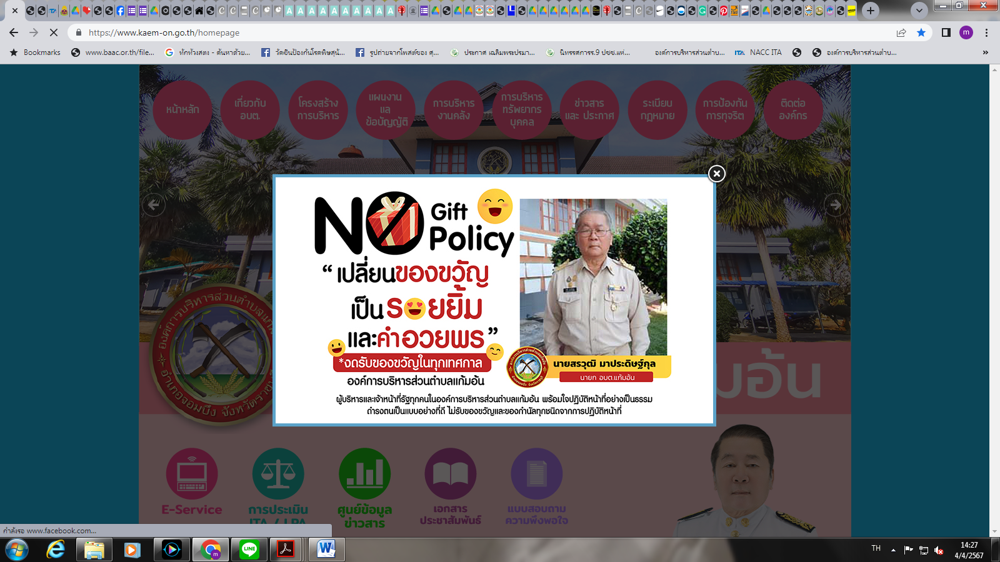 https://www.kaem-on.go.th/homepage
m
Bookmarks
www.baac.or.th/file...
ทักท้วงสตง - ค้นหาด้วย...
วัคซีนป้องกันโรคพิษสุนั...
รูปถ่ายจากโพสต์ของ ศุ...
ประกาศ เฉลิมพระปรมา...
นิทรรศการร.9 ปชช.แห่...
องค์การบริหารส่วนตำบ...
ITA
NACC ITA
องค์การบริหารส่วนตำบ...
หน้าหลัก
เกี่ยวกับ
อบต.
โครงสร้าง
การบริหาร
แผนงาน
แล
ข้อบัญญัติ
การบริหาร
งานคลัง
การบริหาร
ทรัพยากร
บุคคล
ข่าวสาร
และ ประกาศ
ระเบียบ
กฎหมาย
การป้องกัน
การทุจริต
ติดต่อ
องค์กร
NO Gift
Policy
“ เปลี่ยนของขวัญ
เป็น รอยยิ้ม
และคำอวยพร ”
*งดรับของขวัญในทุกเทศกาล
องค์การบริหารส่วนตำบลแก้มอ้น
นายสรวุฒิ มาประดิษฐ์กุล
นายก อบต.แก้มอ้น
ผู้บริหารและเจ้าหน้าที่รัฐทุกคนในองค์การบริหารส่วนตำบลแก้มอ้น พร้อมใจปฏิบัติหน้าที่อย่างเป็นธรรม
ดำรงตนเป็นแบบอย่างที่ดี ไม่รับของขวัญและของกำนัลทุกชนิดจากการปฏิบัติหน้าที่
องค์การบริหารส่วนตำบลแก้
อำเภอจอมบึง จังหวัดราชบุ
มอ้น
E-Service
การประเมิน
ITA / LPA
ศูนย์ข้อมูล
ข่าวสาร
เอกสาร
ประชาสัมพันธ์
แบบสอบถาม
ความพึงพอใจ
กำลังรอ www.facebook.com...
m
LINE
TH
14:27
4/4/2567